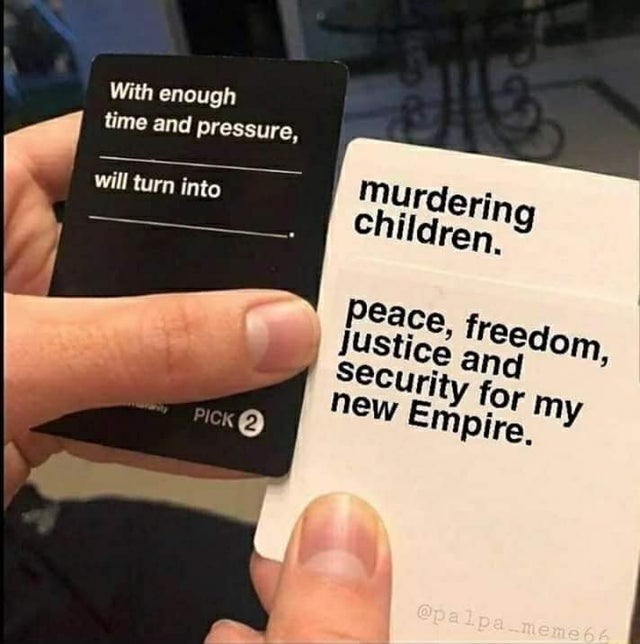 With enough
time and pressure,
will turn into
.
PICK 2
murdering
children.
peace, freedom,
justice and
security for my
new Empire.
@palpa_meme66